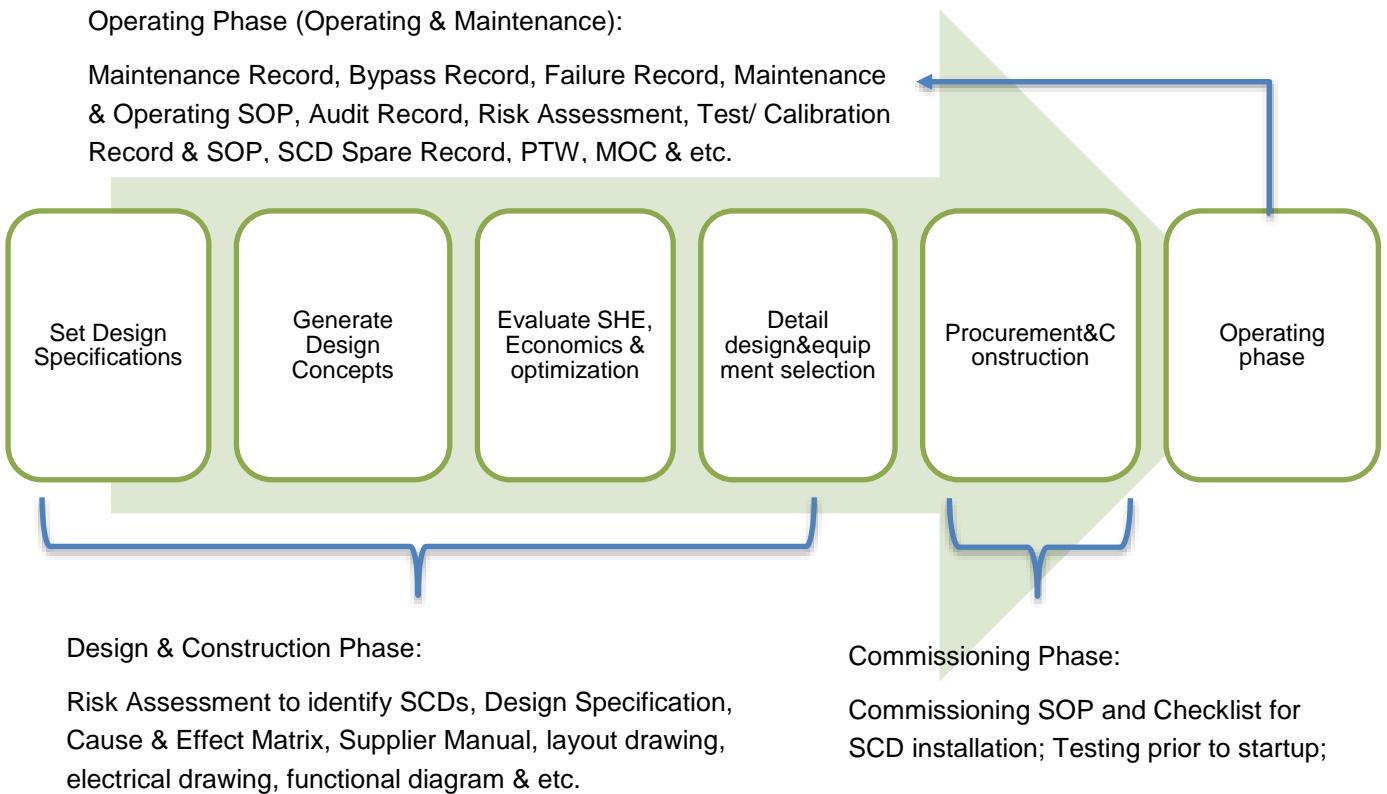 Operating Phase (Operating & Maintenance):
Maintenance Record, Bypass Record, Failure Record, Maintenance
& Operating SOP, Audit Record, Risk Assessment, Test/ Calibration
Record & SOP, SCD Spare Record, PTW, MOC & etc.
Set Design
Specifications
Generate
Design
Concepts
Evaluate SHE,
Economics &
optimization
Detail
design&equip
ment selection
Procurement&C
onstruction
Operating
phase
Design & Construction Phase:
Risk Assessment to identify SCDs, Design Specification,
Cause & Effect Matrix, Supplier Manual, layout drawing,
electrical drawing, functional diagram & etc.
Commissioning Phase:
Commissioning SOP and Checklist for
SCD installation; Testing prior to startup;